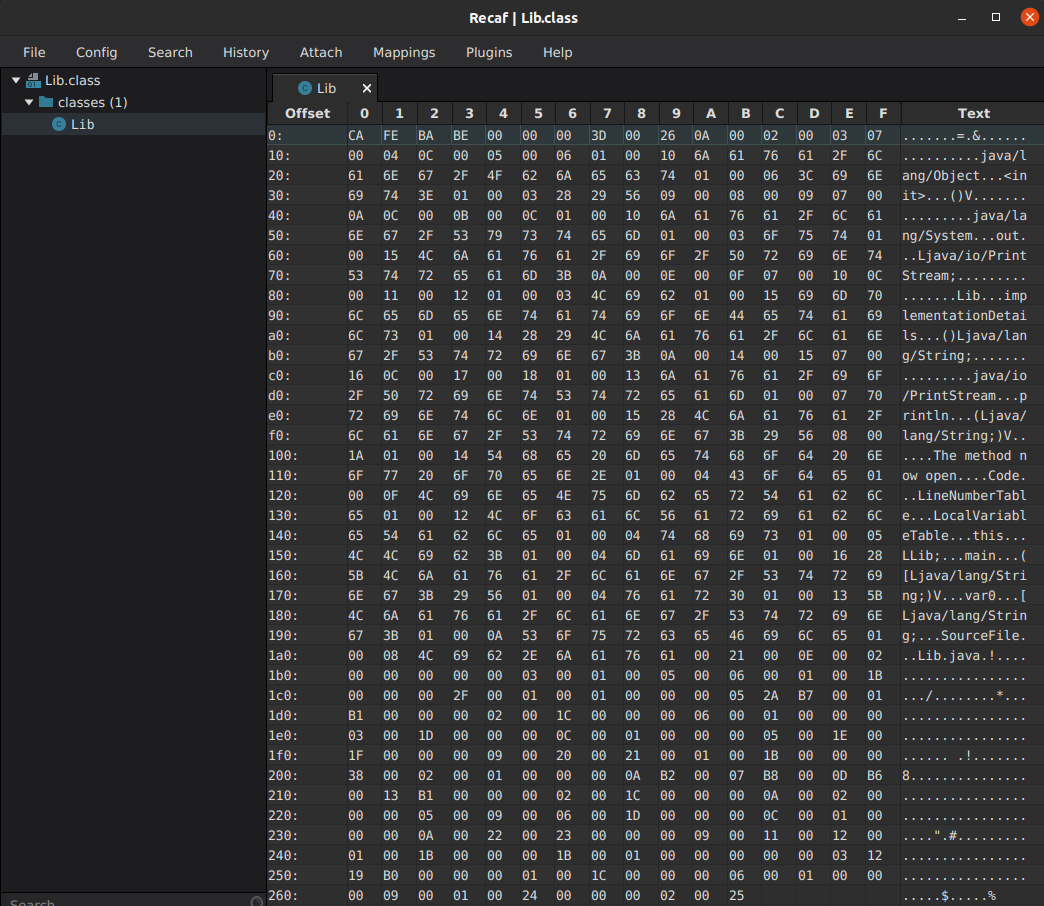 Recaf | Lib.class
File Config Search History Attach Mappings Plugins Help
Lib.class
classes (1)
Lib
Lib
Offset 0 1 2 3 4 5 6 7 8 9 A B C D E F Text
0: CA FE BA BE 00 00 00 3D 00 26 0A 00 02 00 03 07 .......=.&......
10: 00 04 0C 00 05 00 06 01 00 10 6A 61 76 61 2F 6C ..........java/l
20: 61 6E 67 2F 4F 62 6A 65 63 74 01 00 06 3C 69 6E ang/Object...<in
30: 69 74 3E 01 00 03 28 29 56 09 00 08 00 09 07 00 it>...()V.......
40: 0A 0C 00 0B 00 0C 01 00 10 6A 61 76 61 2F 6C 61 .........java/la
50: 6E 67 2F 53 79 73 74 65 6D 01 00 03 6F 75 74 01 ng/System...out.
60: 00 15 4C 6A 61 76 61 2F 69 6F 2F 50 72 69 6E 74 ..Ljava/io/Print
70: 53 74 72 65 61 6D 3B 0A 00 0E 00 0F 07 00 10 0C Stream;.........
80: 00 11 00 12 01 00 03 4C 69 62 01 00 15 69 6D 70 .......Lib...imp
90: 6C 65 6D 65 6E 74 61 74 69 6F 6E 44 65 74 61 69 lementationDetai
a0: 6C 73 01 00 14 28 29 4C 6A 61 76 61 2F 6C 61 6E ls...()Ljava/lan
b0: 67 2F 53 74 72 69 6E 67 3B 0A 00 14 00 15 07 00 g/String;.......
c0: 16 0C 00 17 00 18 01 00 13 6A 61 76 61 2F 69 6F .........java/io
d0: 2F 50 72 69 6E 74 53 74 72 65 61 6D 01 00 07 70 /PrintStream...p
e0: 72 69 6E 74 6C 6E 01 00 15 28 4C 6A 61 76 61 2F rintln...(Ljava/
f0: 6C 61 6E 67 2F 53 74 72 69 6E 67 3B 29 56 08 00 lang/String;)V..
100: 1A 01 00 14 54 68 65 20 6D 65 74 68 6F 64 20 6E ....The method n
110: 6F 77 20 6F 70 65 6E 2E 01 00 04 43 6F 64 65 01 ow open....Code.
120: 00 0F 4C 69 6E 65 4E 75 6D 62 65 72 54 61 62 6C ..LineNumberTabl
130: 65 01 00 12 4C 6F 63 61 6C 56 61 72 69 61 62 6C e...LocalVariabl
140: 65 54 61 62 6C 65 01 00 04 74 68 69 73 01 00 05 eTable...this...
150: 4C 4C 69 62 3B 01 00 04 6D 61 69 6E 01 00 16 28 LLib;...main...(
160: 5B 4C 6A 61 76 61 2F 6C 61 6E 67 2F 53 74 72 69 [Ljava/lang/Stri
170: 6E 67 3B 29 56 01 00 04 76 61 72 30 01 00 13 5B ng;)V...var0...[
180: 4C 6A 61 76 61 2F 6C 61 6E 67 2F 53 74 72 69 6E Ljava/lang/Strin
190: 67 3B 01 00 0A 53 6F 75 72 63 65 46 69 6C 65 01 g;...SourceFile.
1a0: 00 08 4C 69 62 2E 6A 61 76 61 00 21 00 0E 00 02 ..Lib.java.!....
1b0: 00 00 00 00 00 03 00 01 00 05 00 06 00 01 00 1B ................
1c0: 00 00 00 2F 00 01 00 01 00 00 00 05 2A B7 00 01 .../........*...
1d0: B1 00 00 00 02 00 1C 00 00 00 06 00 01 00 00 00 ................
1e0: 03 00 1D 00 00 00 0C 00 01 00 00 00 05 00 1E 00 ................
1f0: 1F 00 00 00 09 00 20 00 21 00 01 00 1B 00 00 00 ...... .!.......
200: 38 00 02 00 01 00 00 00 0A B2 00 07 B8 00 0D B6 8...............
210: 00 13 B1 00 00 00 02 00 1C 00 00 00 0A 00 02 00 ................
220: 00 00 05 00 09 00 06 00 1D 00 00 00 0C 00 01 00 ................
230: 00 00 0A 00 22 00 23 00 00 00 09 00 11 00 12 00 ....".#.........
240: 01 00 1B 00 00 00 1B 00 01 00 00 00 00 00 03 12 ................
250: 19 B0 00 00 00 01 00 1C 00 00 00 06 00 01 00 00 ................
260: 00 09 00 01 00 24 00 00 00 02 00 25 .....$.....%
Search